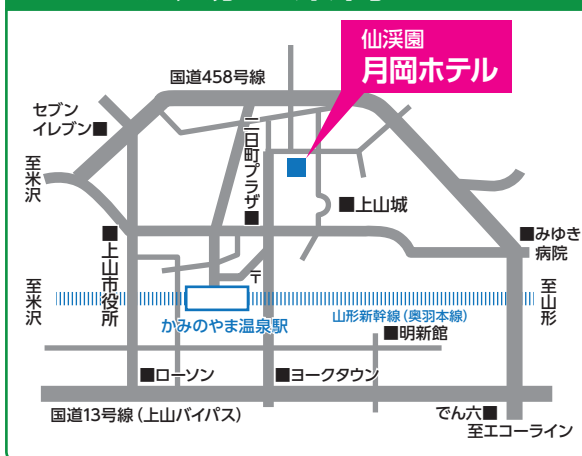 仙渓園
月岡ホテル
国道458号線
セブン
イレブン■
二日町プラザ■
至米沢
■上山城
■みゆき
病院
■上山市役所
〒
至米沢
至山形
かみのやま温泉駅
山形新幹線(奥羽本線)
■明新館
■ローソン
■ヨークタウン
国道13号線(上山バイパス)
でん六■
至エコーライン